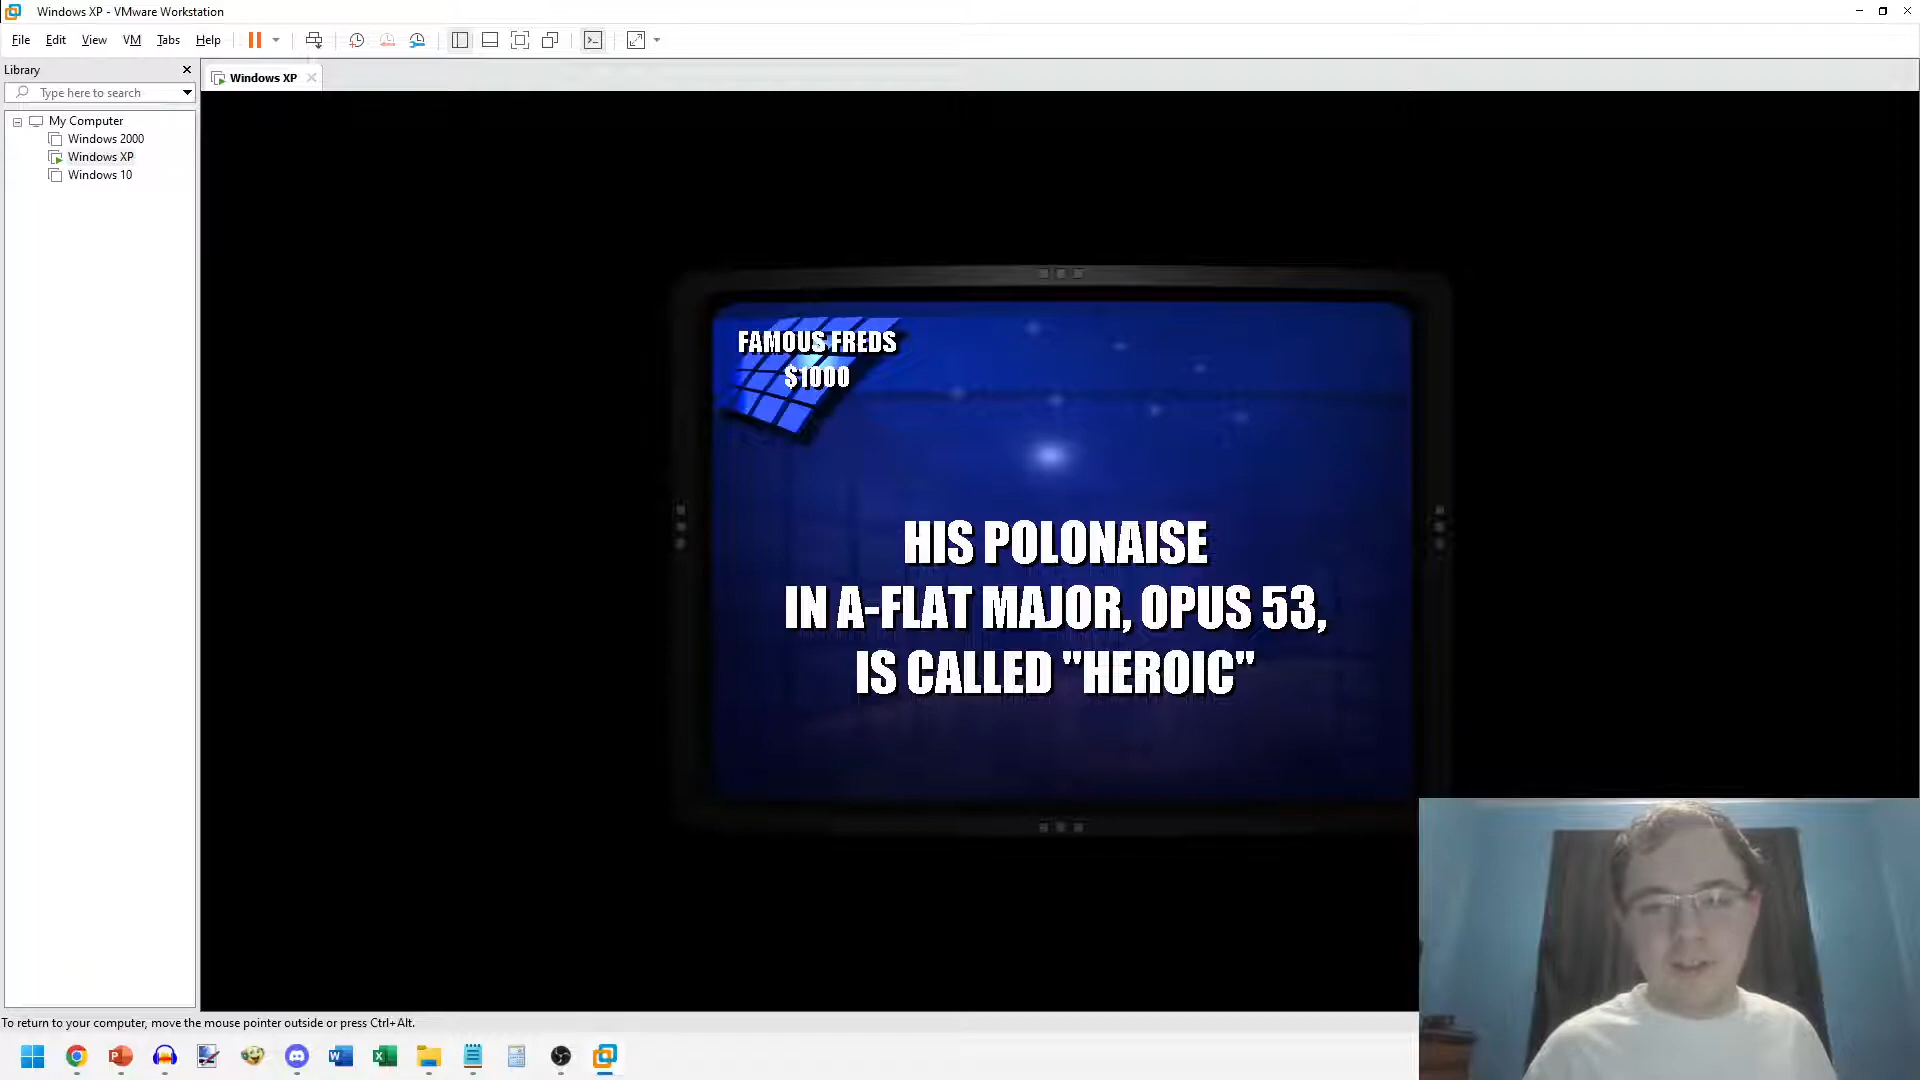 Windows XP - VMware Workstation
File Edit View VM Tabs Help
Library
Windows XP
Type here to search
My Computer
Windows 2000
Windows XP
Windows 10
FAMOUS FREDS
$1000
HIS POLONAISE
IN A-FLAT MAJOR, OPUS 53,
IS CALLED "HEROIC"
To return to your computer, move the mouse pointer outside or press Ctrl+Alt.